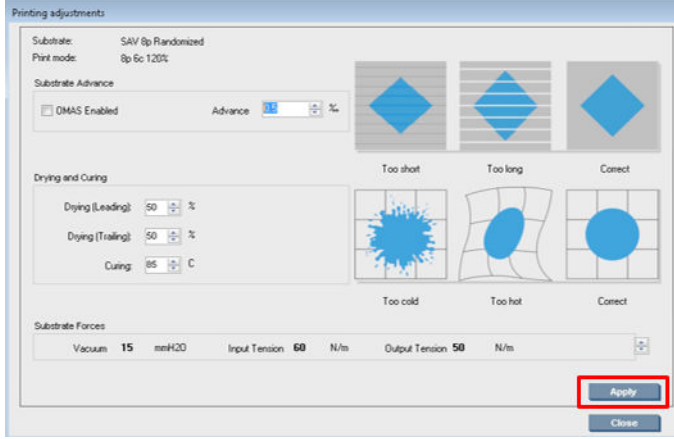 Printing adjustments
Substrate: SAV 8p Randomized
Print mode: 8p 6c 120%
Substrate Advance
OMAS Enabled Advance 0.5 ‰
Too short Too long Correct
Drying and Curing
Drying (Leading): 50 %
Drying (Trailing): 50 %
Curing: 85 C
Too cold Too hot Correct
Substrate Forces
Vacuum 15 mmH2O Input Tension 60 N/m Output Tension 50 N/m
Apply
Close